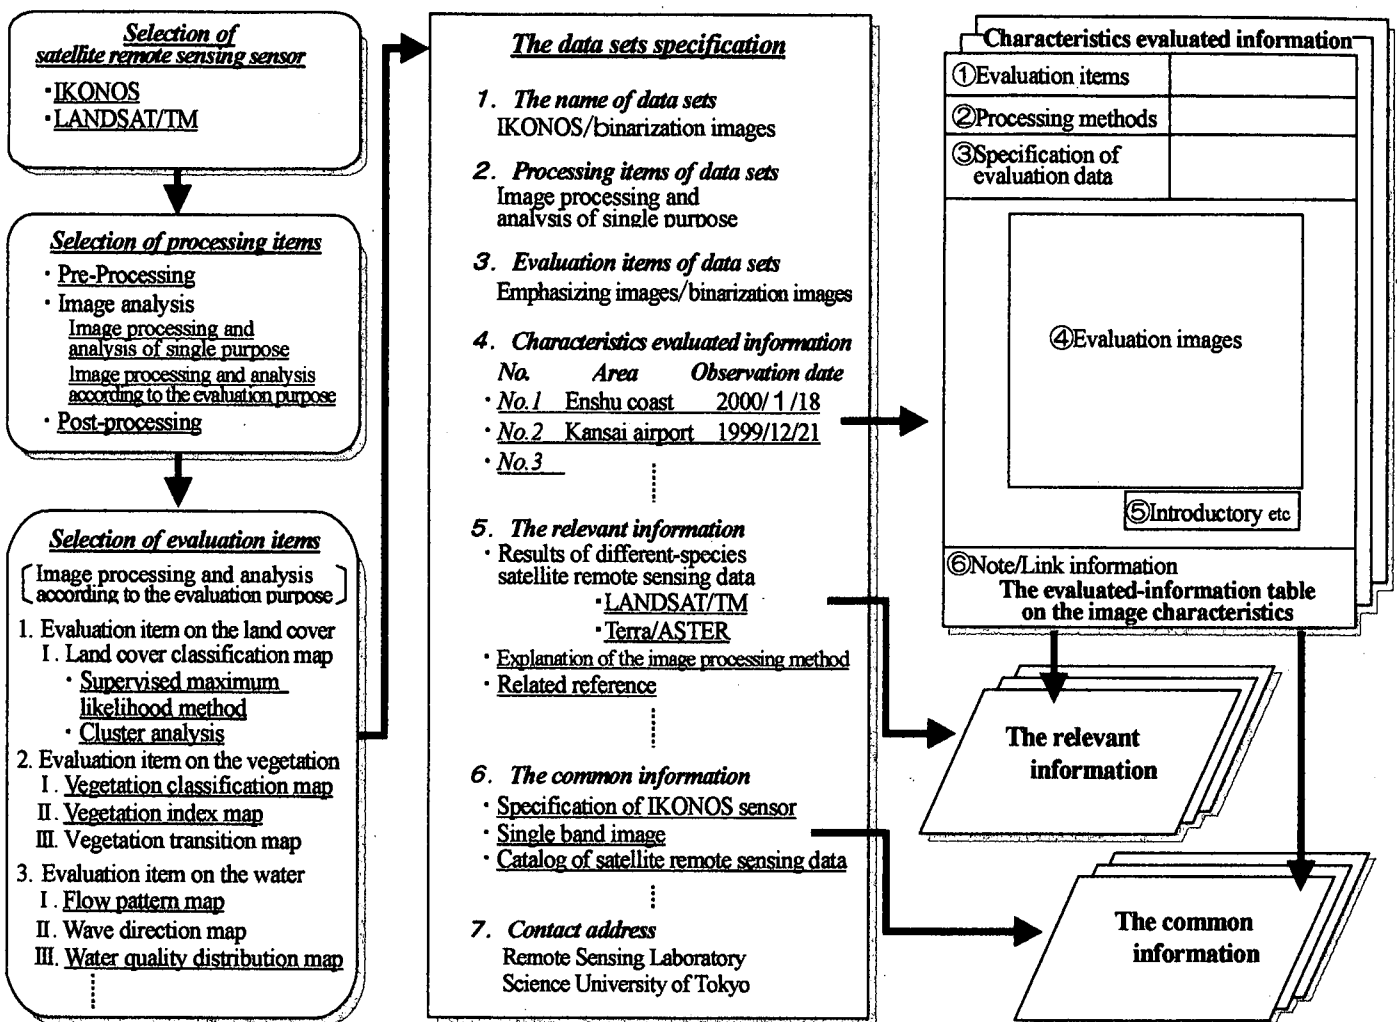 Selection of
satellite remote sensing sensor
・IKONOS
・LANDSAT/TM
Selection of processing items
・Pre-Processing
・Image analysis
Image processing and
analysis of single purpose
Image processing and analysis
according to the evaluation purpose
・Post-processing
Selection of evaluation items
[Image processing and analysis
according to the evaluation purpose]
1. Evaluation item on the land cover
Ⅰ. Land cover classification map
・Supervised maximum
likelihood method
・Cluster analysis
2. Evaluation item on the vegetation
Ⅰ. Vegetation classification map
Ⅱ. Vegetation index map
Ⅲ. Vegetation transition map
3. Evaluation item on the water
Ⅰ. Flow pattern map
Ⅱ. Wave direction map
Ⅲ. Water quality distribution map
The data sets specification
1. The name of data sets
IKONOS/binarization images
2. Processing items of data sets
Image processing and
analysis of single purpose
3. Evaluation items of data sets
Emphasizing images/binarization images
4. Characteristics evaluated information
No. Area Observation date
・No.1 Enshu coast 2000/1/18
・No.2 Kansai airport 1999/12/21
・No.3
5. The relevant information
・Results of different-species
satellite remote sensing data
・LANDSAT/TM
・Terra/ASTER
・Explanation of the image processing method
・Related reference
6. The common information
・Specification of IKONOS sensor
・Single band image
・Catalog of satellite remote sensing data
7. Contact address
Remote Sensing Laboratory
Science University of Tokyo
Characteristics evaluated information
①Evaluation items
②Processing methods
③Specification of
evaluation data
④Evaluation images
⑤Introductory etc
⑥Note/Link information
The evaluated-information table
on the image characteristics
The relevant
information
The common
information